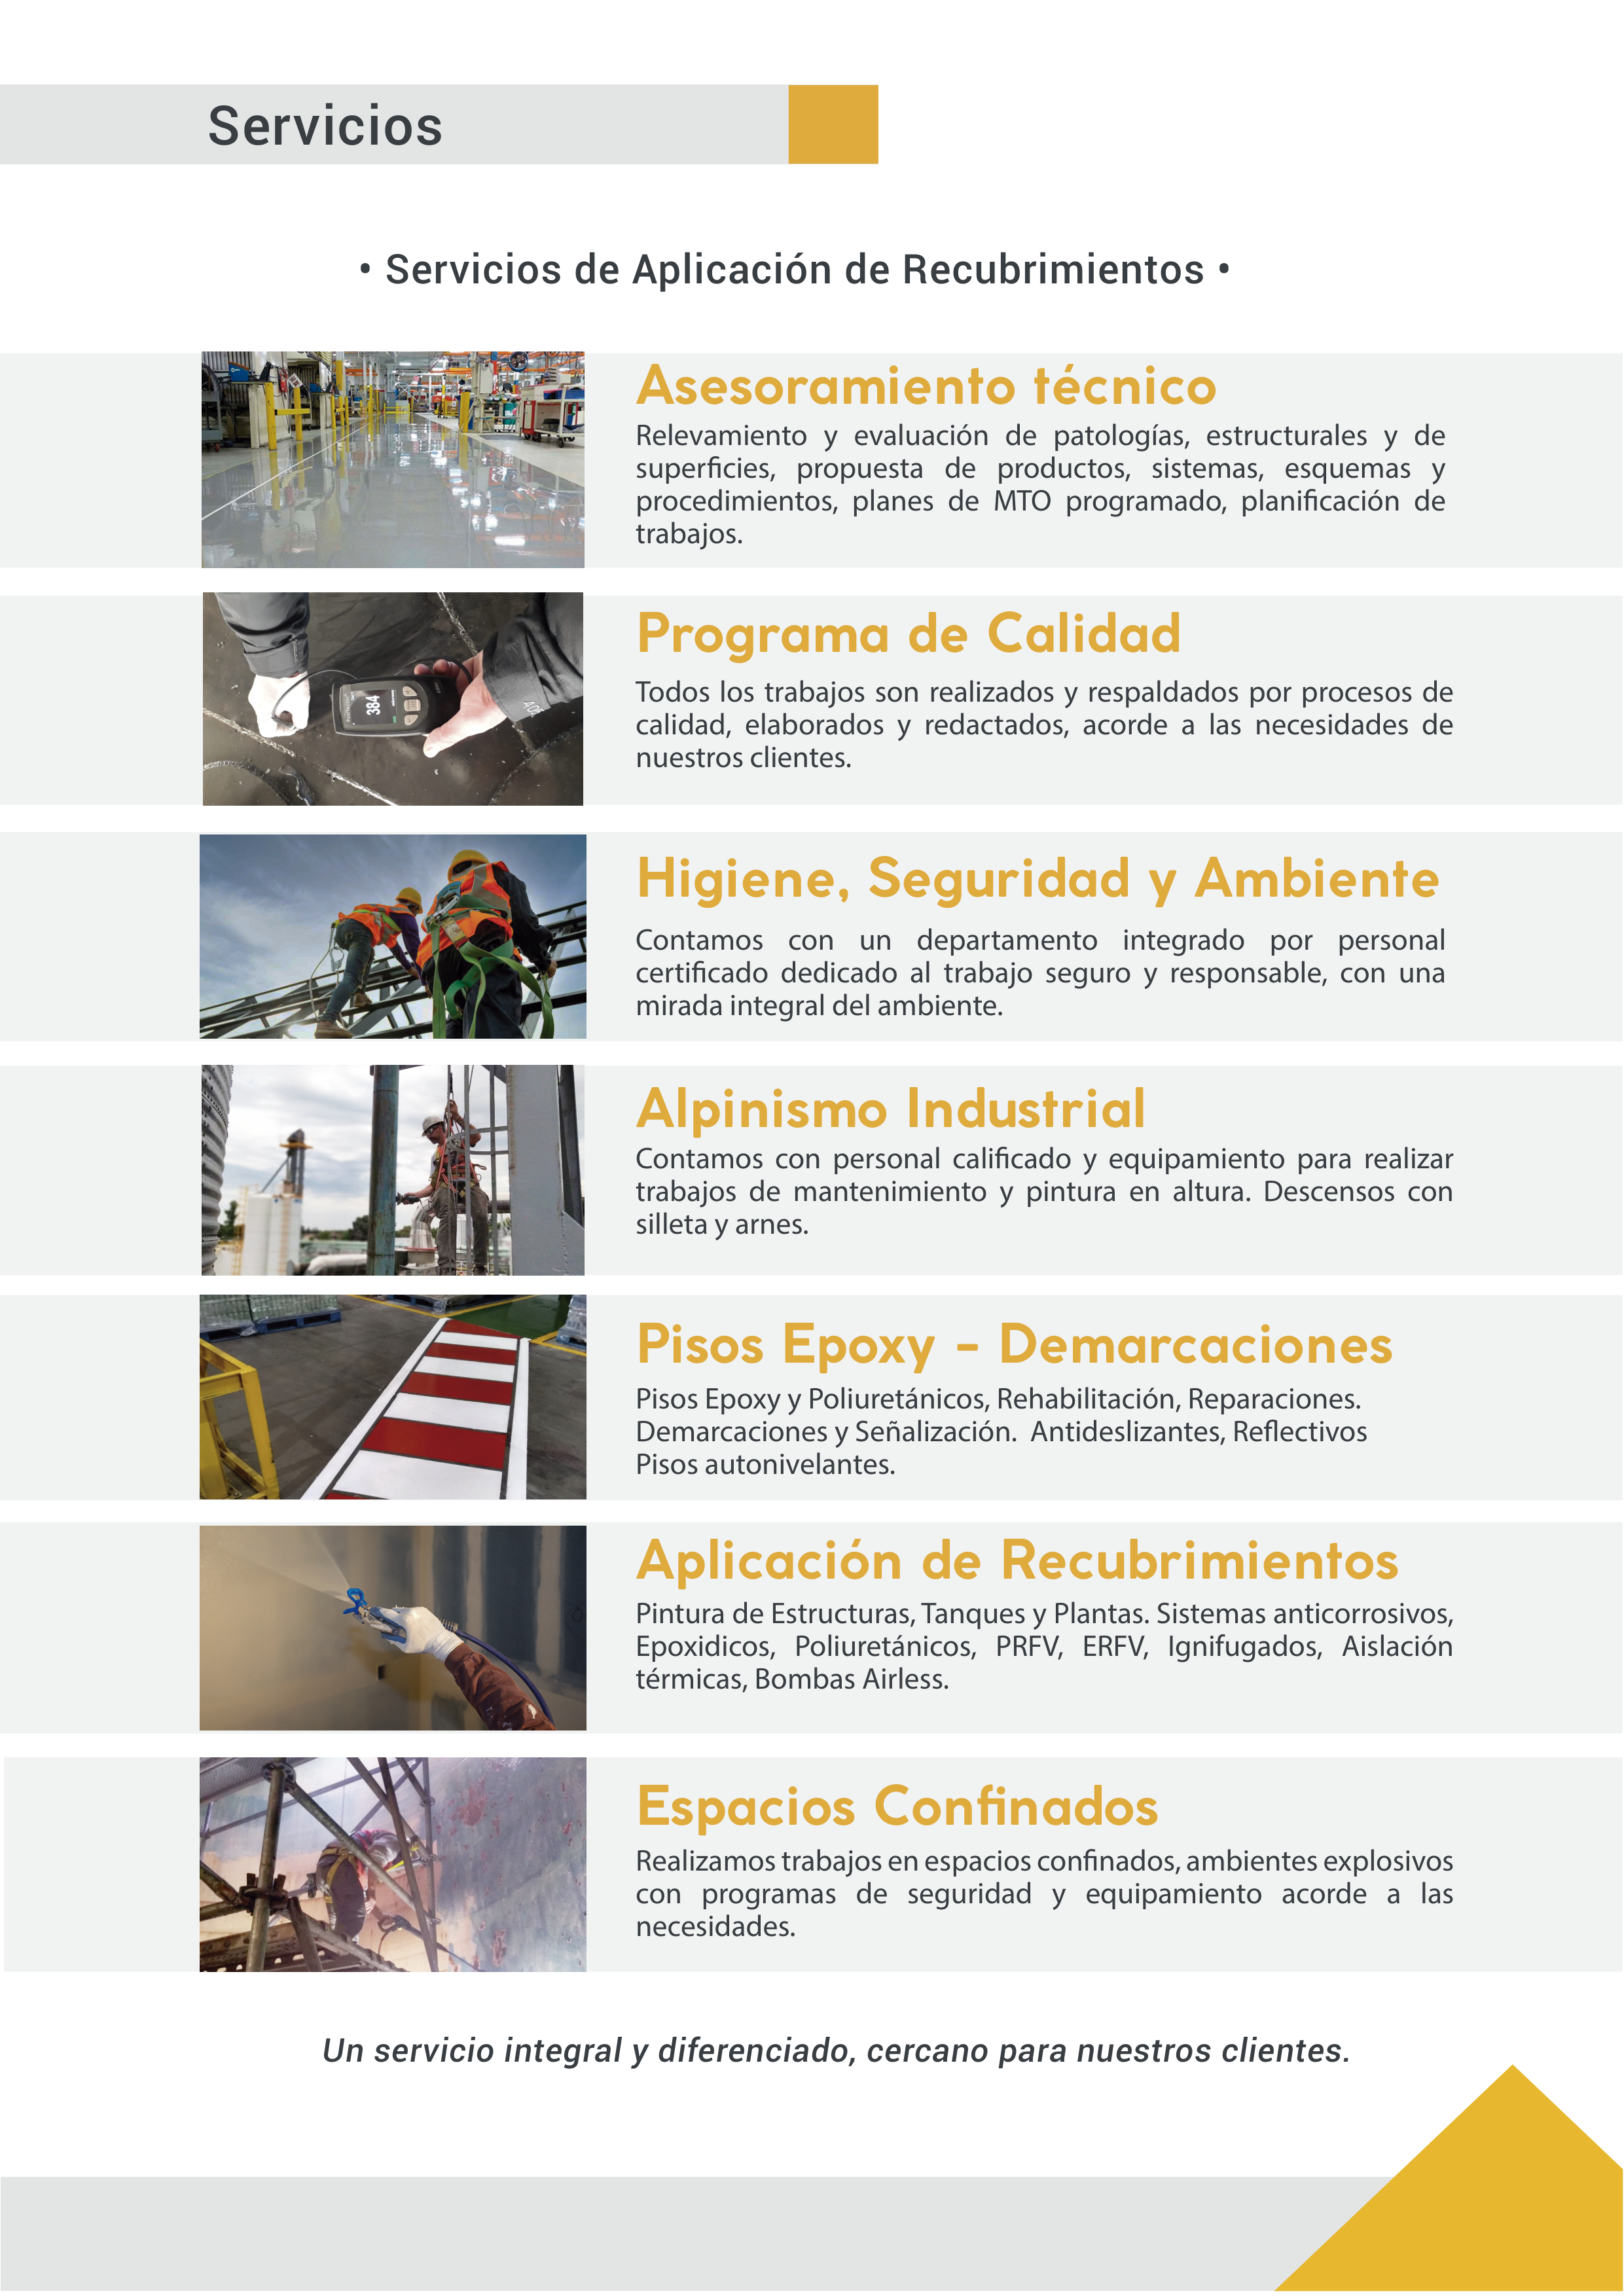 Servicios
• Servicios de Aplicación de Recubrimientos •
Asesoramiento técnico
Relevamiento y evaluación de patologías, estructurales y de
superficies, propuesta de productos, sistemas, esquemas y
procedimientos, planes de MTO programado, planificación de
trabajos.
384
Programa de Calidad
Todos los trabajos son realizados y respaldados por procesos de
calidad, elaborados y redactados, acorde a las necesidades de
nuestros clientes.
Higiene, Seguridad y Ambiente
Contamos con un departamento integrado por personal
certificado dedicado al trabajo seguro y responsable, con una
mirada integral del ambiente.
Alpinismo Industrial
Contamos con personal calificado y equipamiento para realizar
trabajos de mantenimiento y pintura en altura. Descensos con
silleta y arnes.
Pisos Epoxy - Demarcaciones
Pisos Epoxy y Poliuretánicos, Rehabilitación, Reparaciones.
Demarcaciones y Señalización. Antideslizantes, Reflectivos
Pisos autonivelantes.
Aplicación de Recubrimientos
Pintura de Estructuras, Tanques y Plantas. Sistemas anticorrosivos,
Epoxidicos, Poliuretánicos, PRFV, ERFV, Ignifugados, Aislación
térmicas, Bombas Airless.
Espacios Confinados
Realizamos trabajos en espacios confinados, ambientes explosivos
con programas de seguridad y equipamiento acorde a las
necesidades.
Un servicio integral y diferenciado, cercano para nuestros clientes.